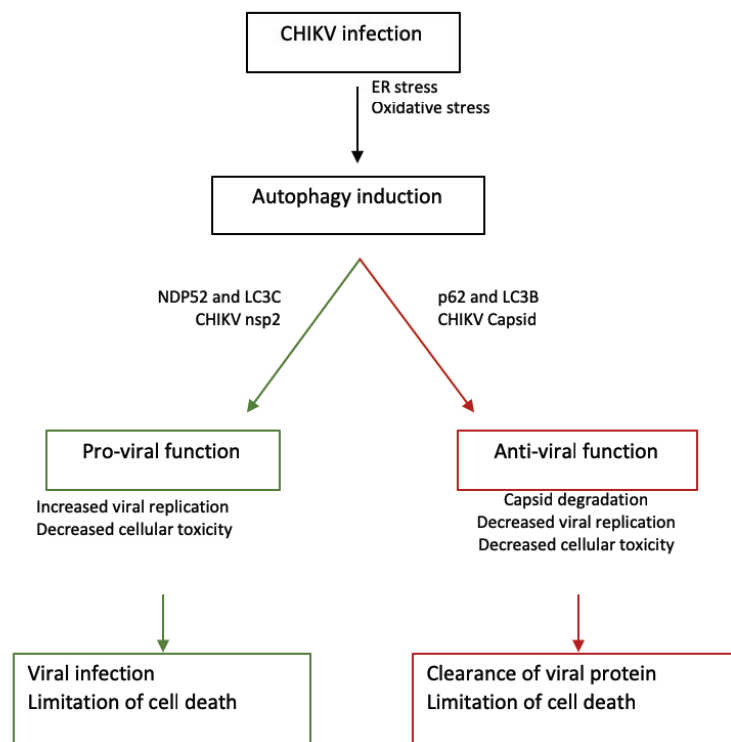 CHIKV infection
ER stress
Oxidative stress
Autophagy induction
NDP52 and LC3C
CHIKV nsp2
p62 and LC3B
CHIKV Capsid
Pro-viral function
Anti-viral function
Increased viral replication
Decreased cellular toxicity
Capsid degradation
Decreased viral replication
Decreased cellular toxicity
Viral infection
Limitation of cell death
Clearance of viral protein
Limitation of cell death